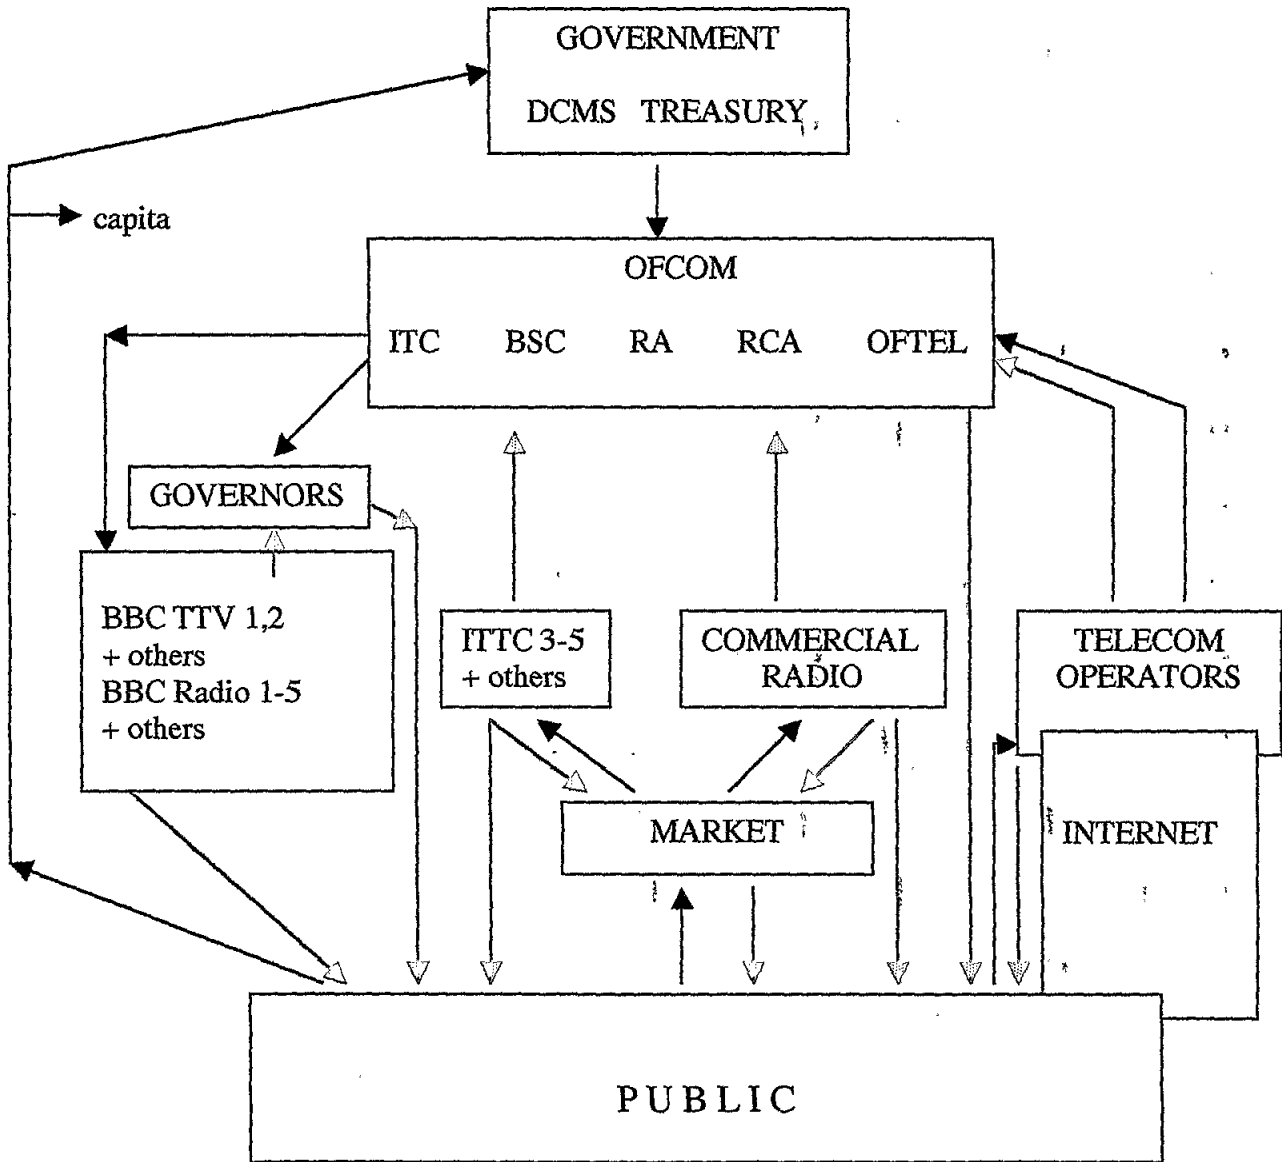 GOVERNMENT
DCMS TREASURY
capita
OFCOM
ITC BSC RA RCA OFTEL
GOVERNORS
BBC TTV 1,2
+ others
BBC Radio 1-5
+ others
ITTC 3-5
+ others
COMMERCIAL
RADIO
TELECOM
OPERATORS
MARKET
INTERNET
PUBLIC